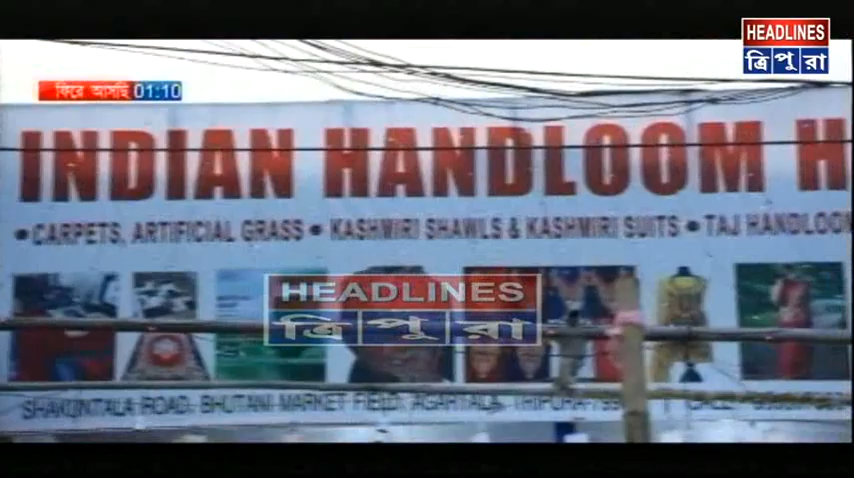 HEADLINES
ত্রিপুরা
ফিরে আসছি 01:10
INDIAN HANDLOOM H
• CARPETS, ARTIFICIAL GRASS • KASHMIRI SHAWLS & KASHMIRI SUITS • TAJ HANDLOOM
HEADLINES
ত্রিপুরা
SHAKUNTALA ROAD, BHUTANI MARKET FIELD, AGARTALA, TRIPURA